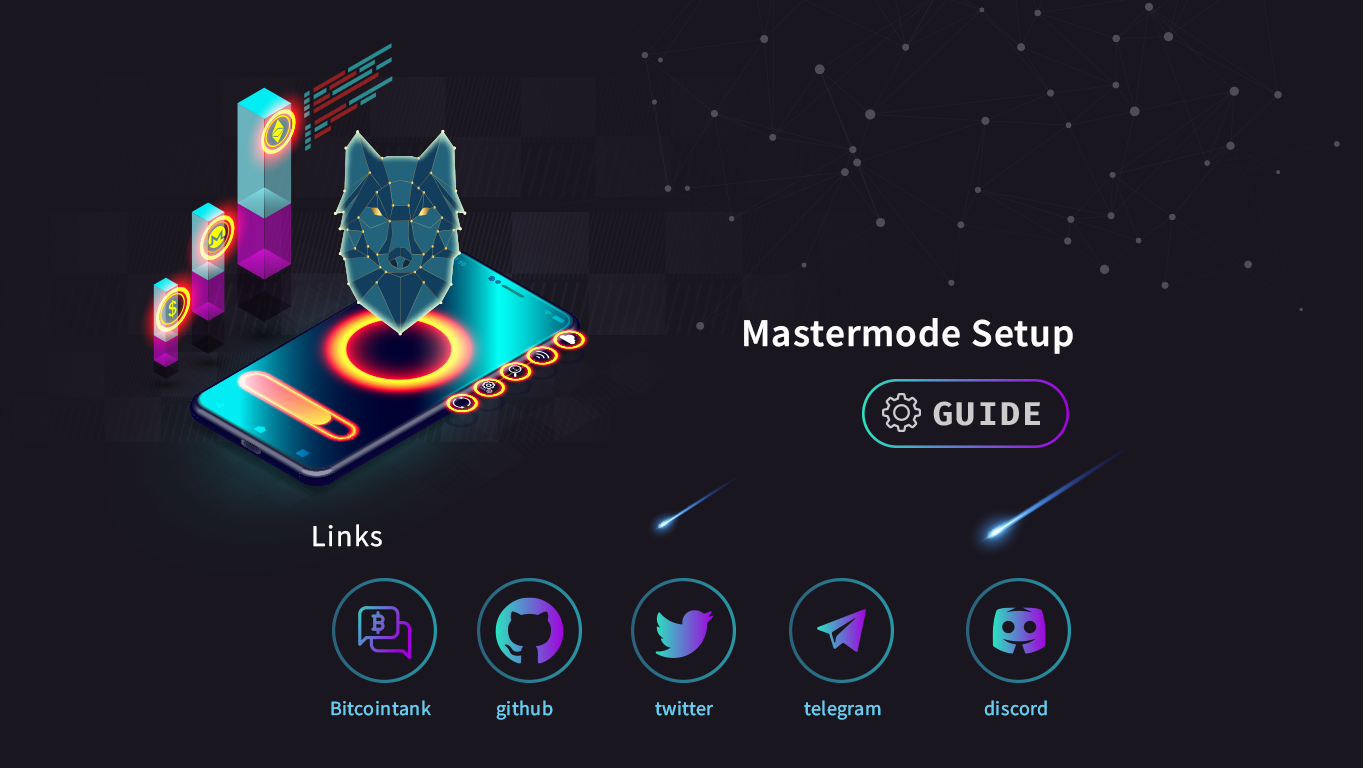 Mastermode Setup
GUIDE
Links
Bitcointank
github
twitter
telegram
discord